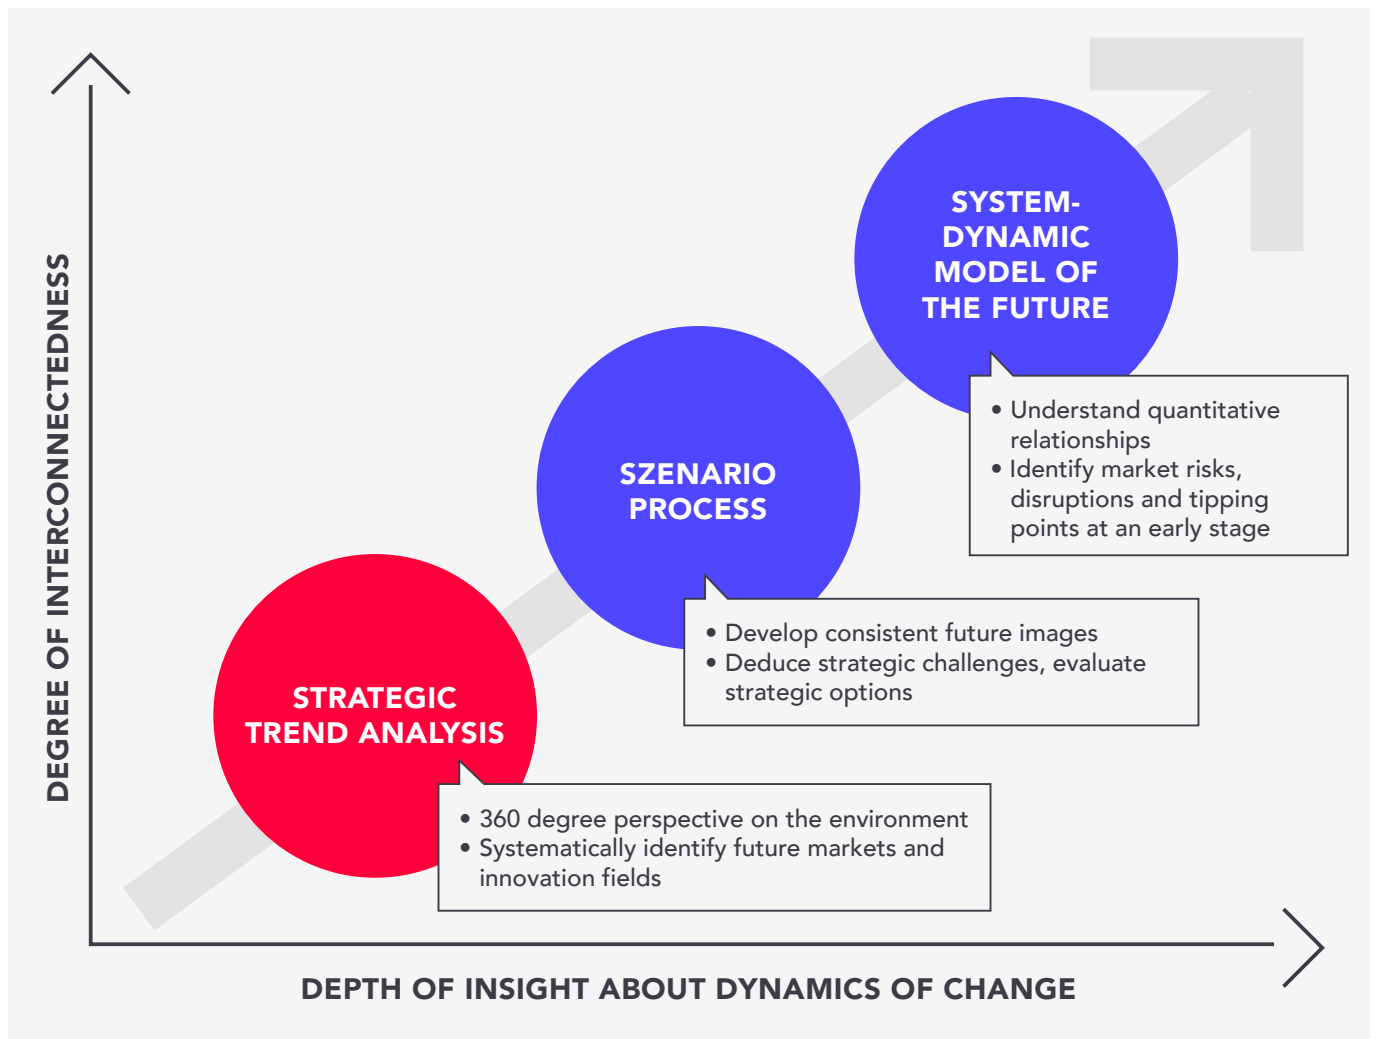 SYSTEM-
DYNAMIC
MODEL OF
THE FUTURE
• Understand quantitative
relationships
• Identify market risks,
disruptions and tipping
points at an early stage
SZENARIO
PROCESS
• Develop consistent future images
• Deduce strategic challenges, evaluate
strategic options
STRATEGIC
TREND ANALYSIS
• 360 degree perspective on the environment
• Systematically identify future markets and
innovation fields
DEGREE OF INTERCONNECTEDNESS
DEPTH OF INSIGHT ABOUT DYNAMICS OF CHANGE